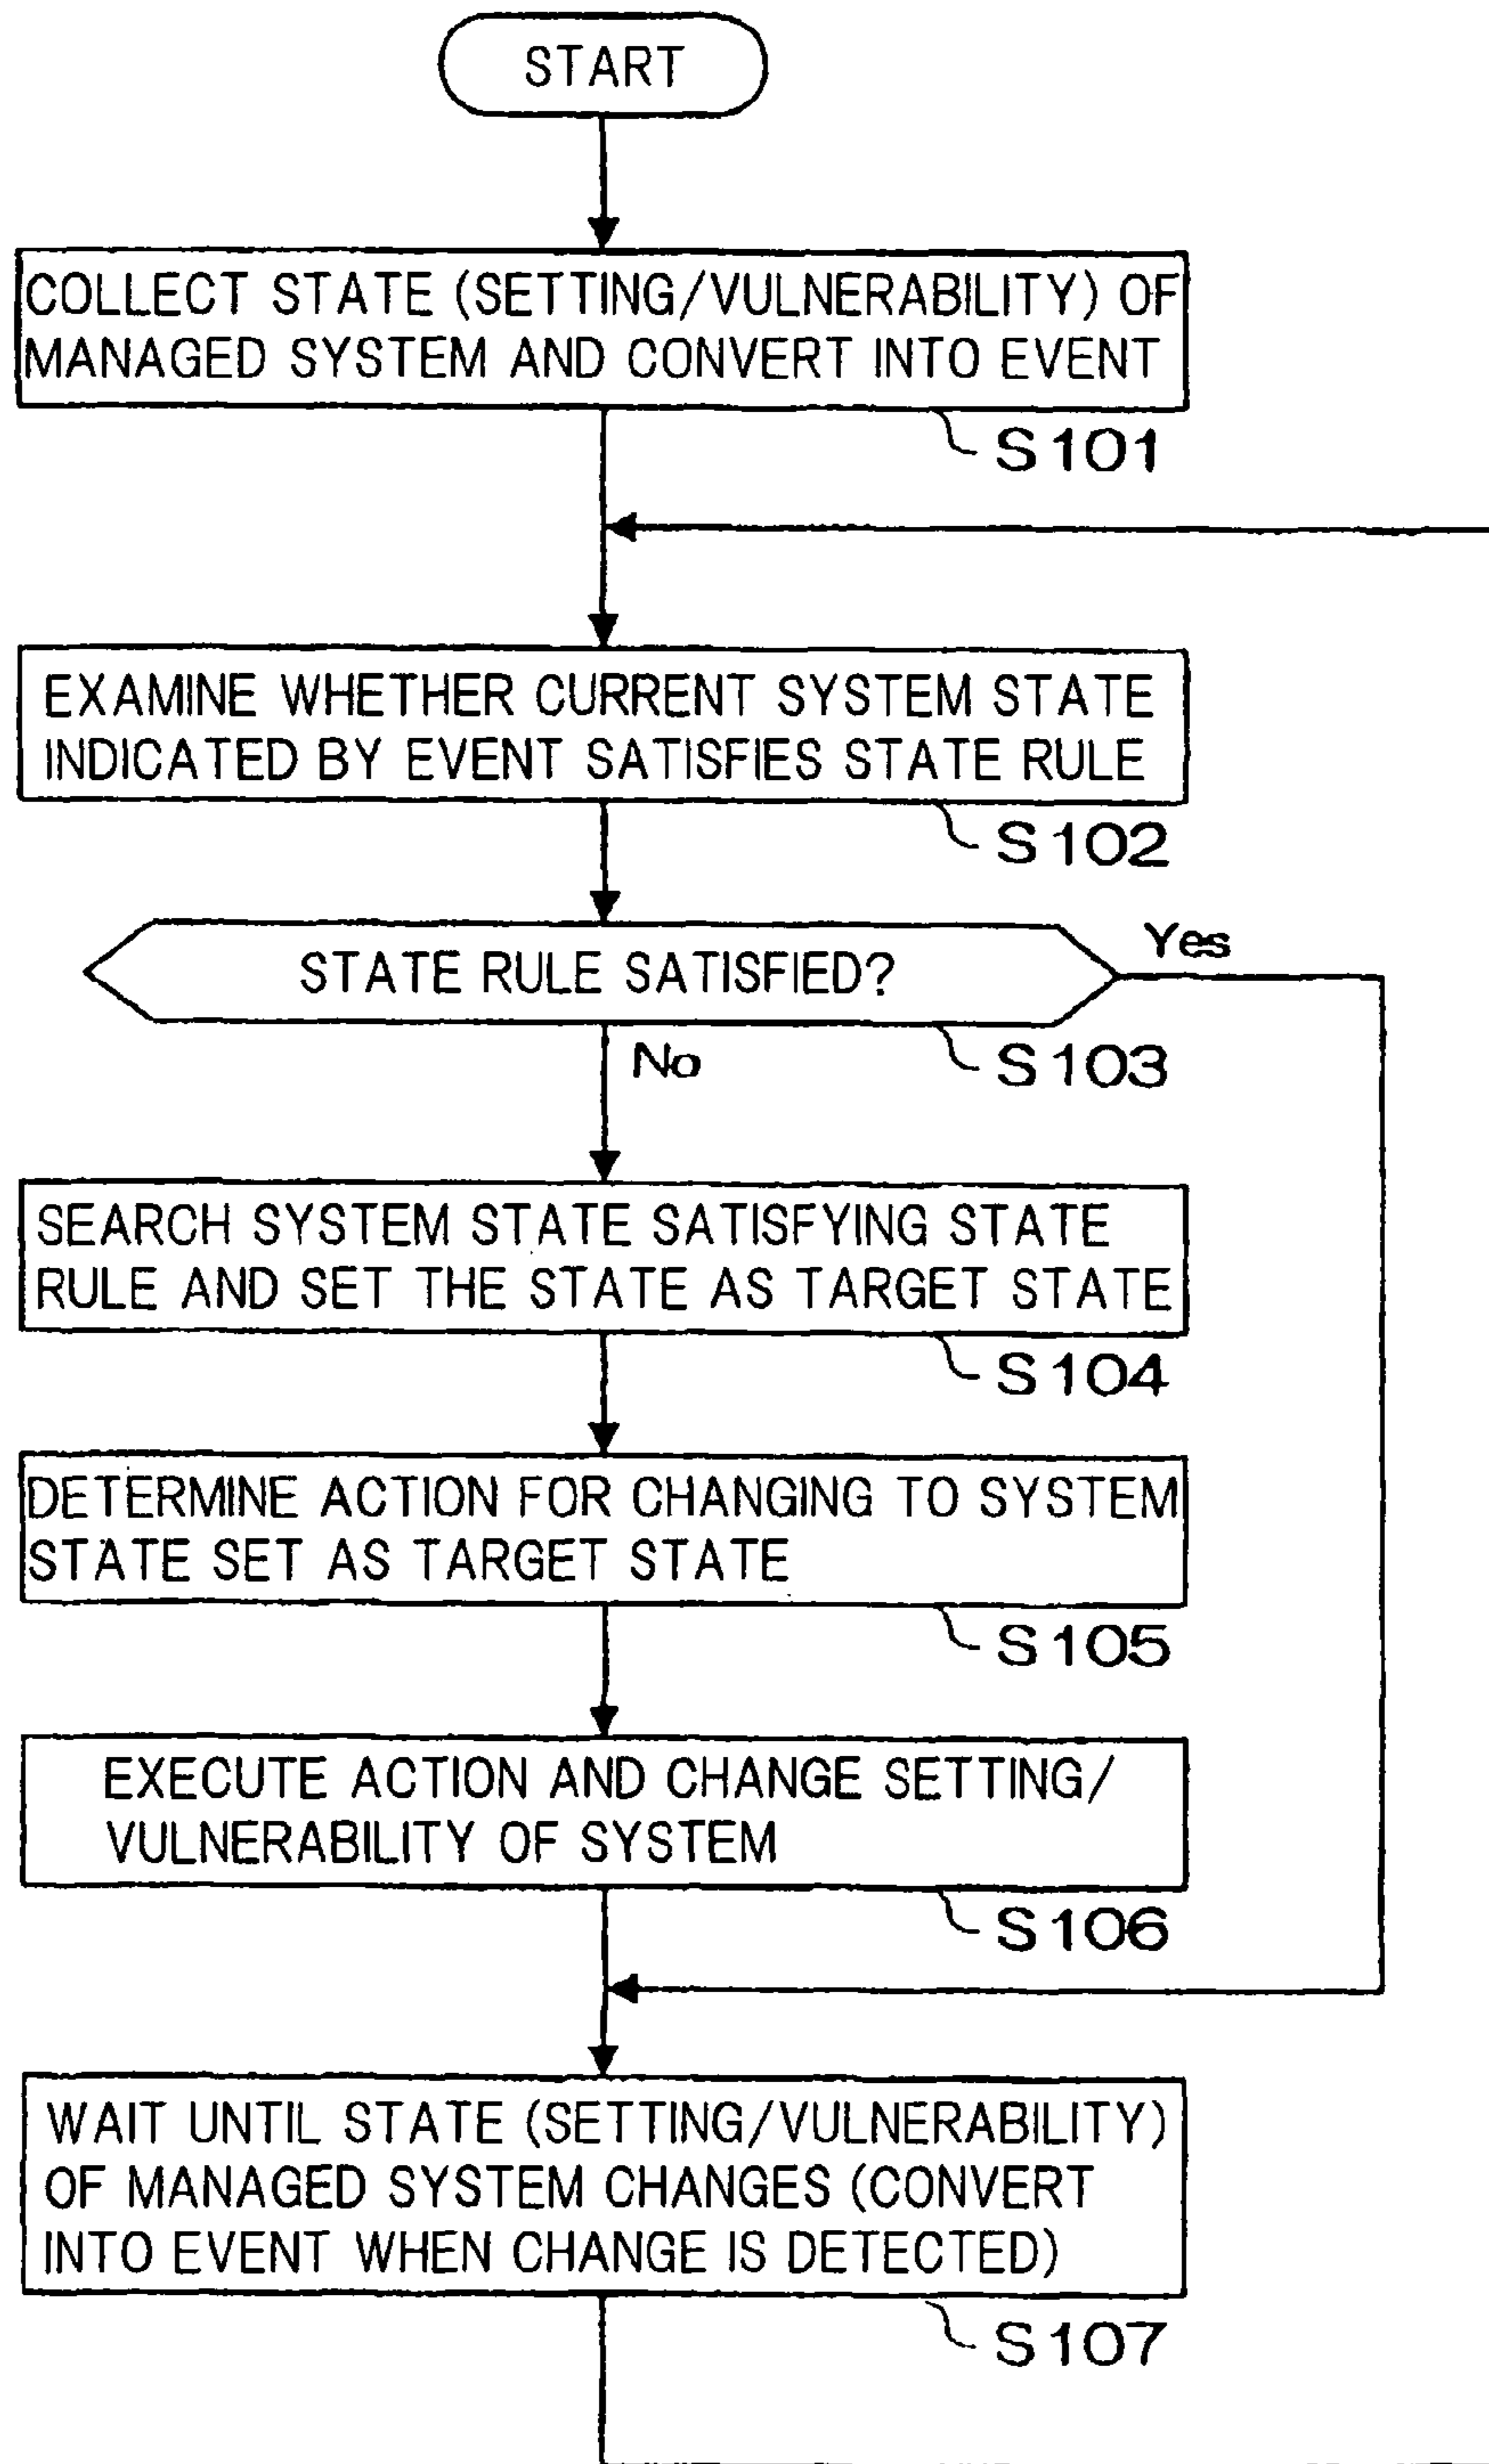 START
COLLECT STATE (SETTING/VULNERABILITY) OF
MANAGED SYSTEM AND CONVERT INTO EVENT
S101
EXAMINE WHETHER CURRENT SYSTEM STATE
INDICATED BY EVENT SATISFIES STATE RULE
S102
STATE RULE SATISFIED?
Yes
No
S103
SEARCH SYSTEM STATE SATISFYING STATE
RULE AND SET THE STATE AS TARGET STATE
S104
DETERMINE ACTION FOR CHANGING TO SYSTEM
STATE SET AS TARGET STATE
S105
EXECUTE ACTION AND CHANGE SETTING/
VULNERABILITY OF SYSTEM
S106
WAIT UNTIL STATE (SETTING/VULNERABILITY)
OF MANAGED SYSTEM CHANGES (CONVERT
INTO EVENT WHEN CHANGE IS DETECTED)
S107